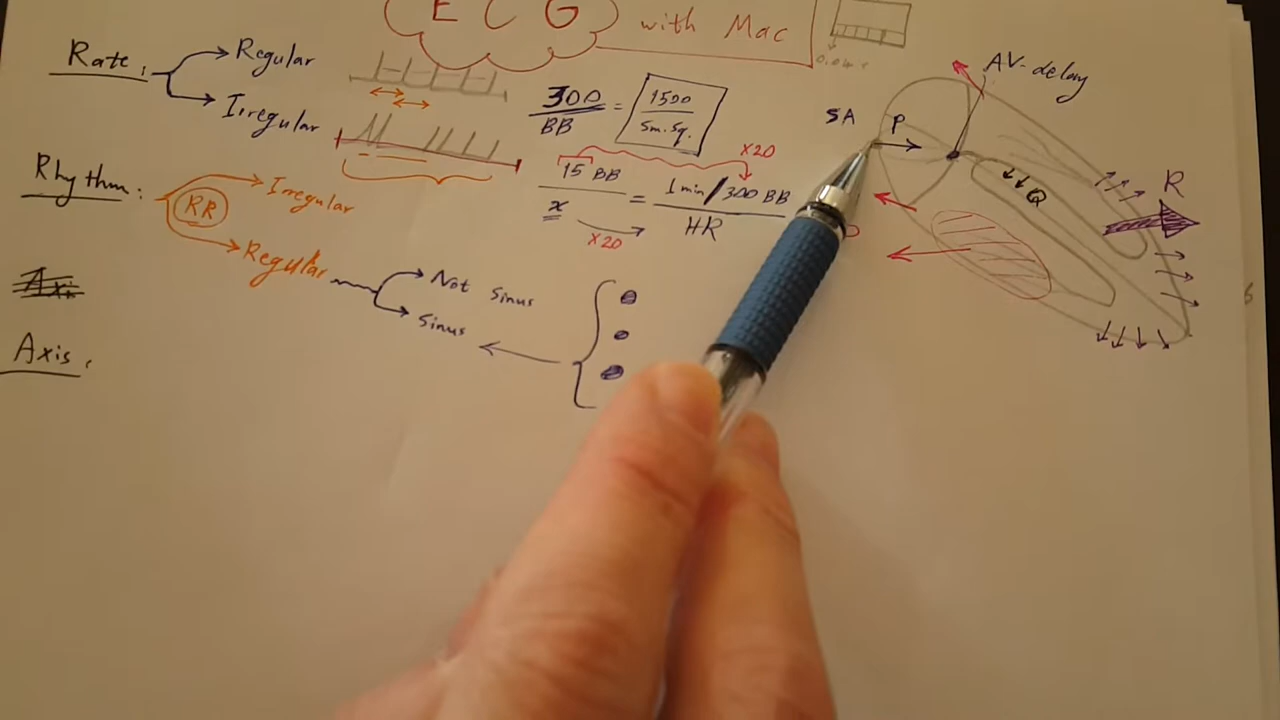 ECG with Mac
Rate:
Regular
Irregular
300/BB = 1500/Sm.Sq.
15 BB/x = 1 min/300 BB/HR
x20
x20
Rhythm:
RR
Irregular
Regular
Not Sinus
Sinus
Axi
Axis.
SA
P
AV-delay
Q
R